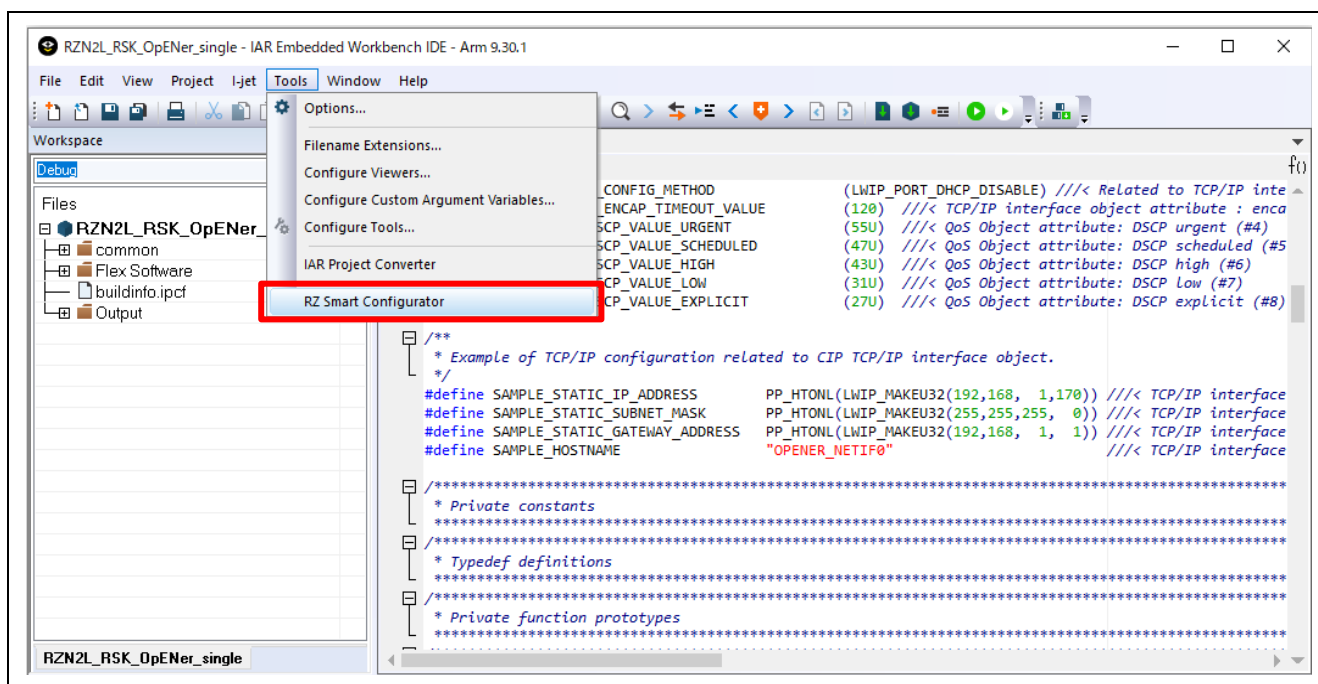 RZN2L_RSK_OpENer_single - IAR Embedded Workbench IDE - Arm 9.30.1
File Edit View Project I-jet Tools Window Help
Options...
Filename Extensions...
Configure Viewers...
Configure Custom Argument Variables...
Configure Tools...
IAR Project Converter
RZ Smart Configurator
Workspace
Debug
Files
RZN2L_RSK_OpENer_
common
Flex Software
buildinfo.ipcf
Output
RZN2L_RSK_OpENer_single
f()
_CONFIG_METHOD (LWIP_PORT_DHCP_DISABLE) ///< Related to TCP/IP inte
_ENCAP_TIMEOUT_VALUE (120) ///< TCP/IP interface object attribute : enca
SCP_VALUE_URGENT (55U) ///< QoS Object attribute: DSCP urgent (#4)
SCP_VALUE_SCHEDULED (47U) ///< QoS Object attribute: DSCP scheduled (#5
SCP_VALUE_HIGH (43U) ///< QoS Object attribute: DSCP high (#6)
SCP_VALUE_LOW (31U) ///< QoS Object attribute: DSCP Low (#7)
SCP_VALUE_EXPLICIT (27U) ///< QoS Object attribute: DSCP explicit (#8)
/**
* Example of TCP/IP configuration related to CIP TCP/IP interface object.
*/
#define SAMPLE_STATIC_IP_ADDRESS PP_HTONL(LWIP_MAKEU32(192,168, 1,170)) ///< TCP/IP interface
#define SAMPLE_STATIC_SUBNET_MASK PP_HTONL(LWIP_MAKEU32(255,255,255, 0)) ///< TCP/IP interface
#define SAMPLE_STATIC_GATEWAY_ADDRESS PP_HTONL(LWIP_MAKEU32(192,168, 1, 1)) ///< TCP/IP interface
#define SAMPLE_HOSTNAME "OPENER_NETIF0" ///< TCP/IP interface
/***************************************************************************************
* Private constants
***************************************************************************************
/***************************************************************************************
* Typedef definitions
***************************************************************************************
/***************************************************************************************
* Private function prototypes
***************************************************************************************